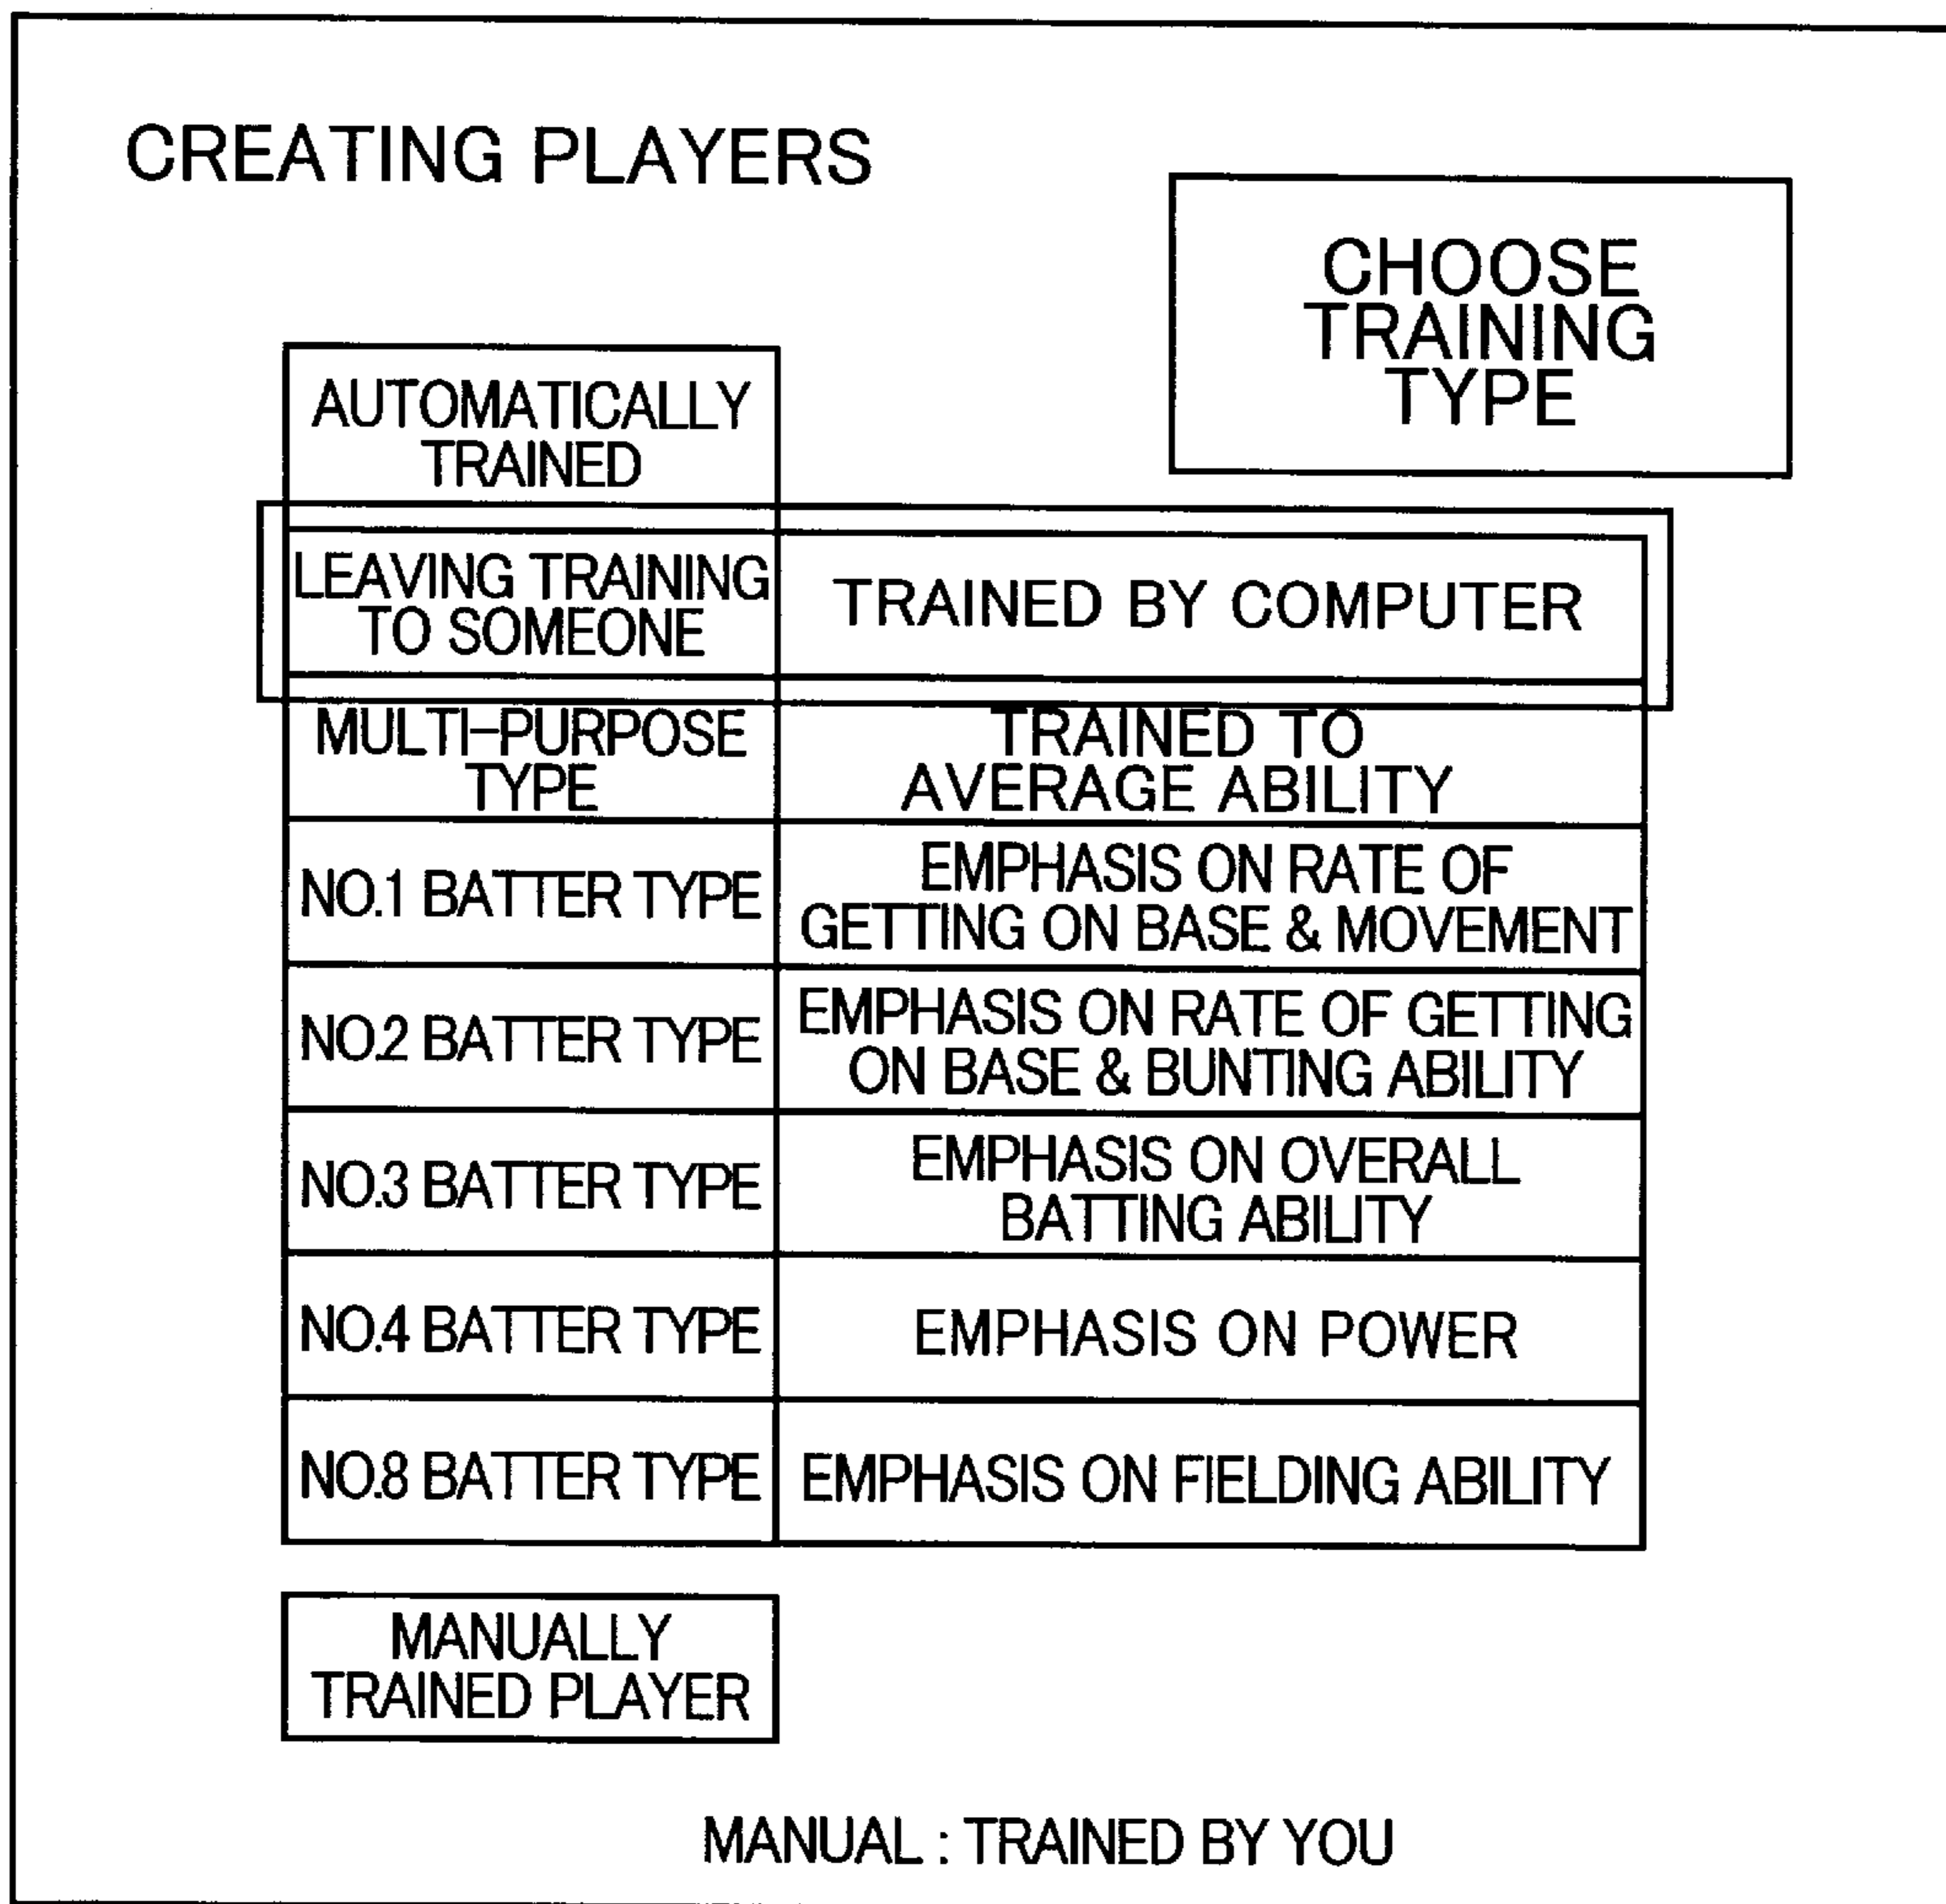 CREATING PLAYERS
CHOOSE
TRAINING
TYPE
AUTOMATICALLY
TRAINED
LEAVING TRAINING
TO SOMEONE
TRAINED BY COMPUTER
MULTI-PURPOSE
TYPE
TRAINED TO
AVERAGE ABILITY
NO.1 BATTER TYPE
EMPHASIS ON RATE OF
GETTING ON BASE & MOVEMENT
NO.2 BATTER TYPE
EMPHASIS ON RATE OF GETTING
ON BASE & BUNTING ABILITY
NO.3 BATTER TYPE
EMPHASIS ON OVERALL
BATTING ABILITY
NO.4 BATTER TYPE
EMPHASIS ON POWER
NO.8 BATTER TYPE
EMPHASIS ON FIELDING ABILITY
MANUALLY
TRAINED PLAYER
MANUAL : TRAINED BY YOU